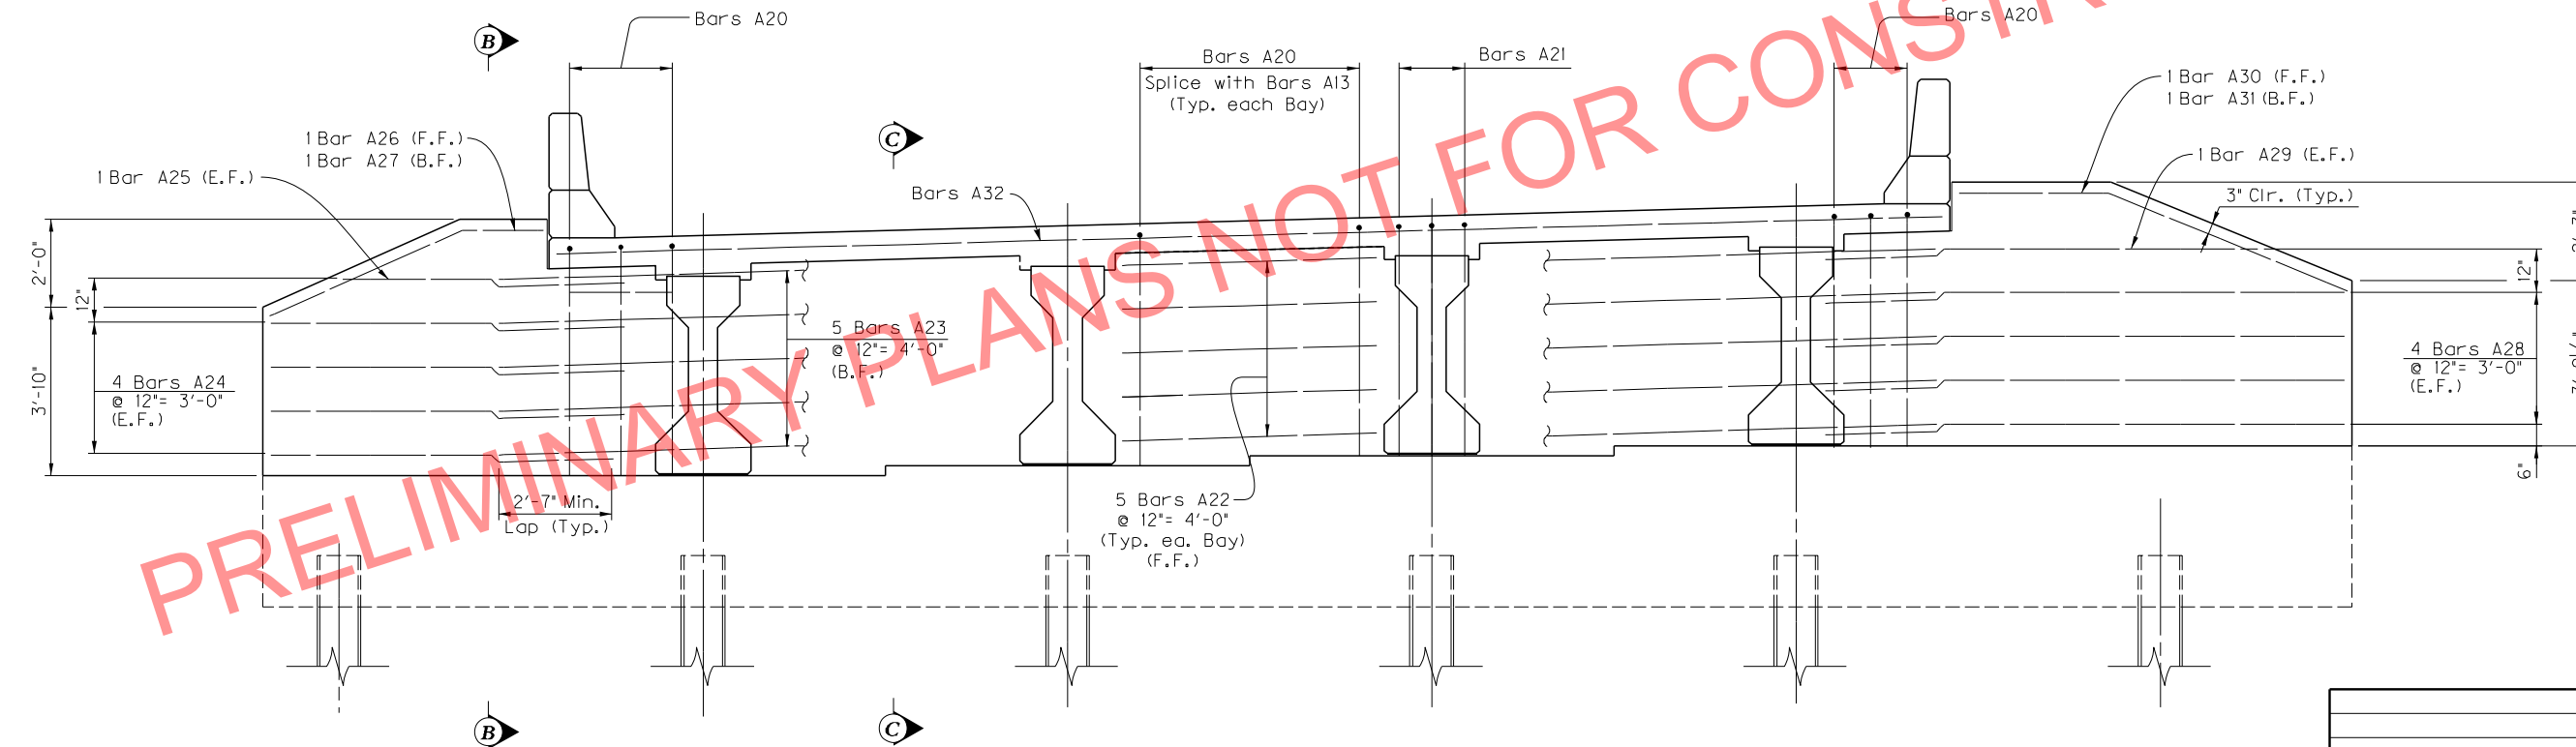 Bars A20
B
Bars A20
Splice with Bars A13
(Typ. each Bay)
Bars A21
Bars A20
1 Bar A30 (F.F.)
1 Bar A31 (B.F.)
C
1 Bar A26 (F.F.)
1 Bar A27 (B.F.)
1 Bar A25 (E.F.)
Bars A32
1 Bar A29 (E.F.)
3" Clr. (Typ.)
2'-0"
12"
3'-10"
4 Bars A24
@ 12"= 3'-0"
(E.F.)
5 Bars A23
@ 12"= 4'-0"
(B.F.)
12"
4 Bars A28
@ 12"= 3'-0"
(E.F.)
6"
2'-7" Min.
Lap (Typ.)
5 Bars A22
@ 12"= 4'-0"
(Typ. ea. Bay)
(F.F.)
B
C
PRELIMINARY PLANS NOT FOR